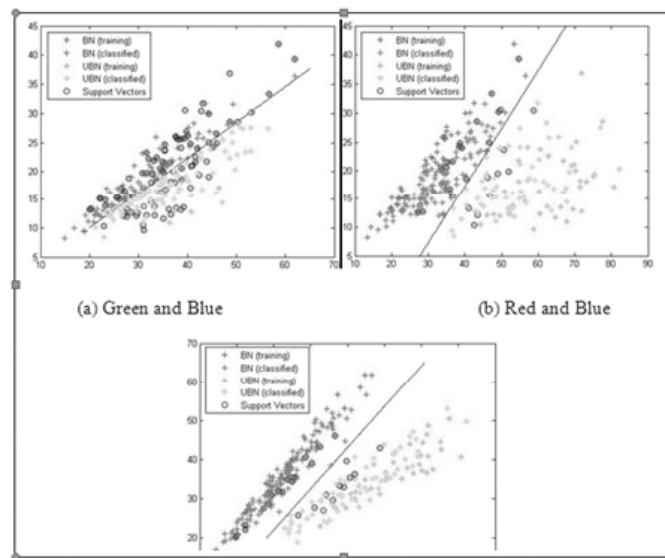 45
40
35
30
25
20
15
10
5
10 20 30 40 50 60 70
BN (training)
BN (classified)
UBN (training)
UBN (classified)
Support Vectors
45
40
35
30
25
20
15
10
5
10 20 30 40 50 60 70 80 90
BN (training)
BN (classified)
UBN (training)
UBN (classified)
Support Vectors
(a) Green and Blue
(b) Red and Blue
70
60
50
40
30
20
BN (training)
BN (classified)
UBN (training)
UBN (classified)
Support Vectors